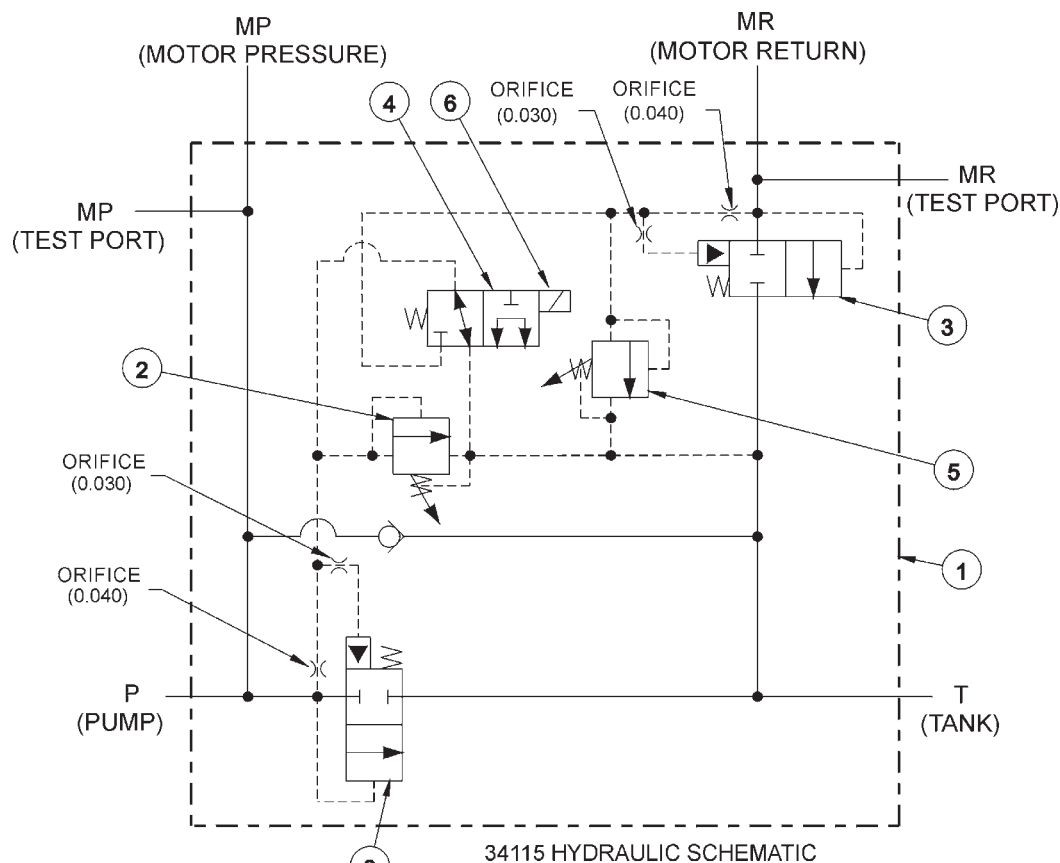 MP
(MOTOR PRESSURE)
MR
(MOTOR RETURN)
4
6
ORIFICE
(0.030)
ORIFICE
(0.040)
MP
(TEST PORT)
MR
(TEST PORT)
3
2
5
ORIFICE
(0.030)
1
ORIFICE
(0.040)
P
(PUMP)
T
(TANK)
34115 HYDRAULIC SCHEMATIC